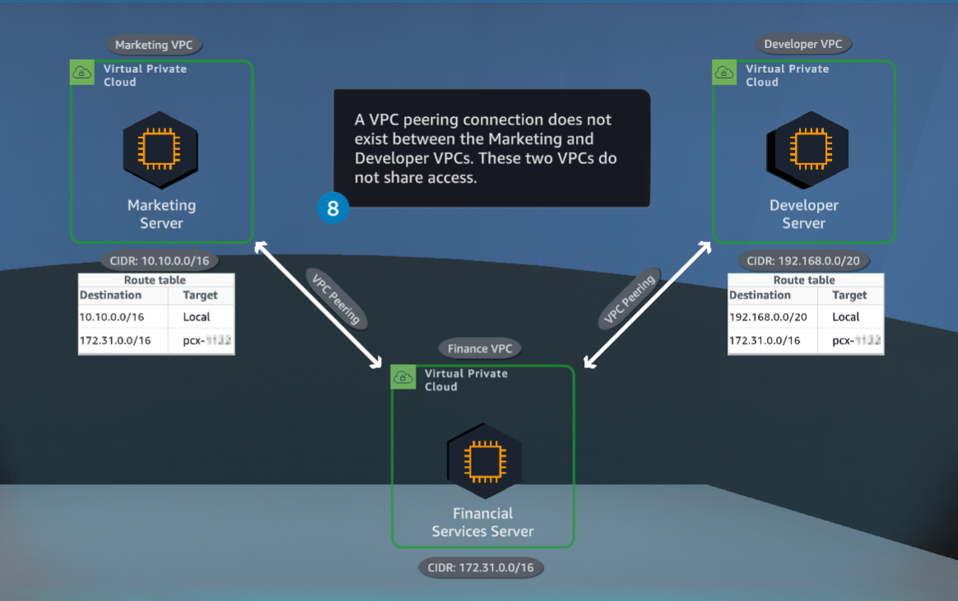 Marketing VPC
Virtual Private
Cloud
Marketing
Server
CIDR: 10.10.0.0/16
Route table
Destination Target
10.10.0.0/16 Local
172.31.0.0/16 pcx-
A VPC peering connection does not
exist between the Marketing and
Developer VPCs. These two VPCs do
not share access.
8
Developer VPC
Virtual Private
Cloud
Developer
Server
CIDR: 192.168.0.0/20
Route table
Destination Target
192.168.0.0/20 Local
172.31.0.0/16 pcx-
VPC Peering
VPC Peering
Finance VPC
Virtual Private
Cloud
Financial
Services Server
CIDR: 172.31.0.0/16